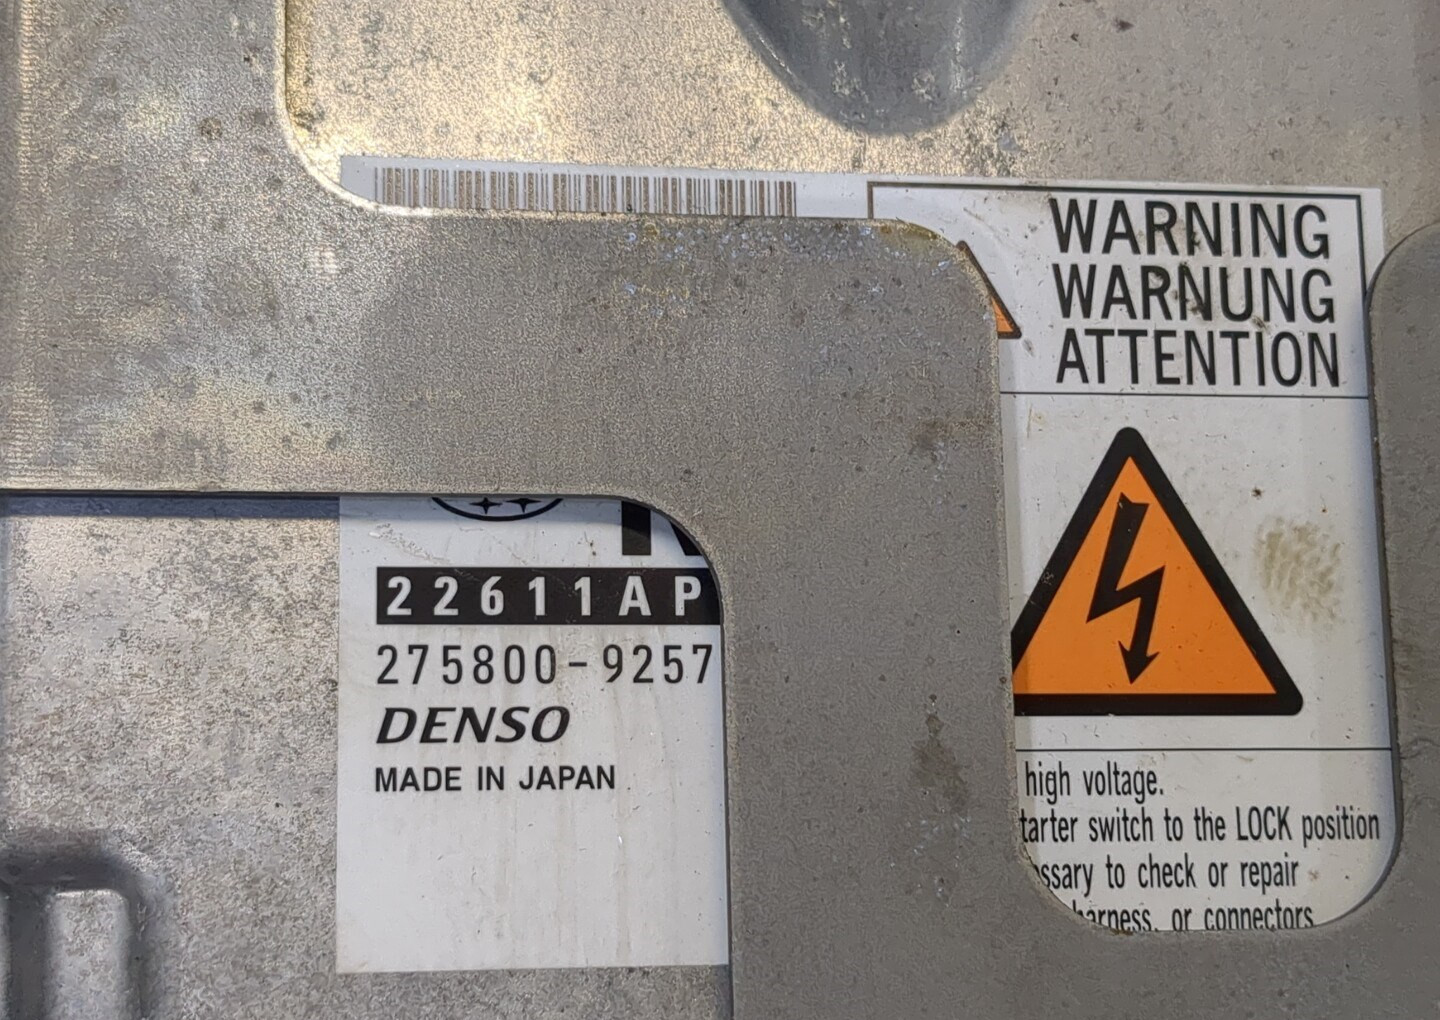 WARNING
WARNUNG
ATTENTION
22611AP
275800-9257
DENSO
MADE IN JAPAN
high voltage.
tarter switch to the LOCK position
ssary to check or repair
harness, or connectors